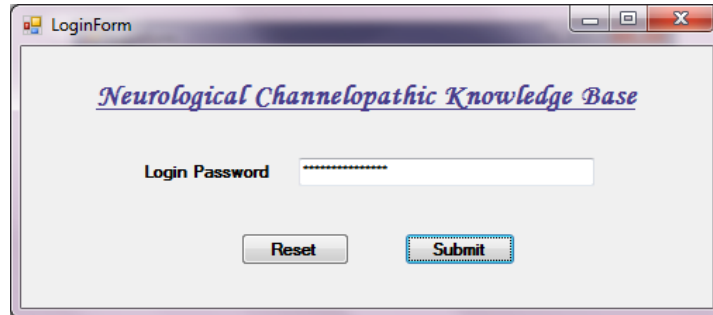 LoginForm
Neurological Channelopathic Knowledge Base
Login Password ***************
Reset Submit